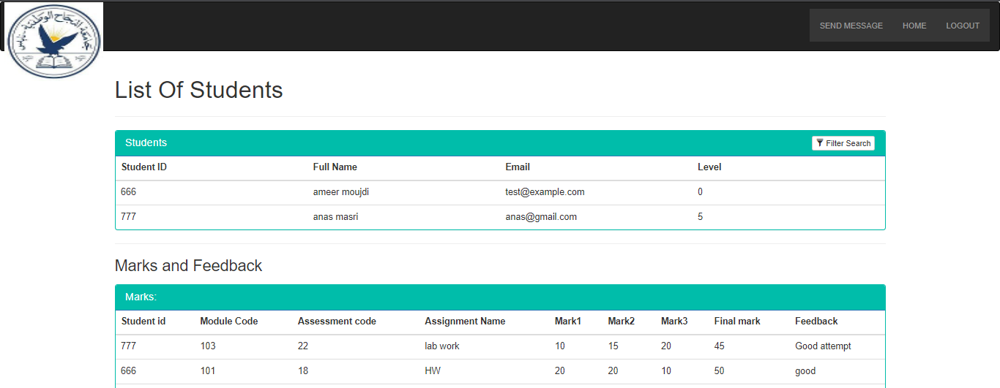 جامعة النجاح الوطنية - نابلس
SEND MESSAGE HOME LOGOUT
List Of Students
Students Filter Search
Student ID Full Name Email Level
666 ameer moujdi test@example.com 0
777 anas masri anas@gmail.com 5
Marks and Feedback
Marks:
Student id Module Code Assessment code Assignment Name Mark1 Mark2 Mark3 Final mark Feedback
777 103 22 lab work 10 15 20 45 Good attempt
666 101 18 HW 20 20 10 50 good